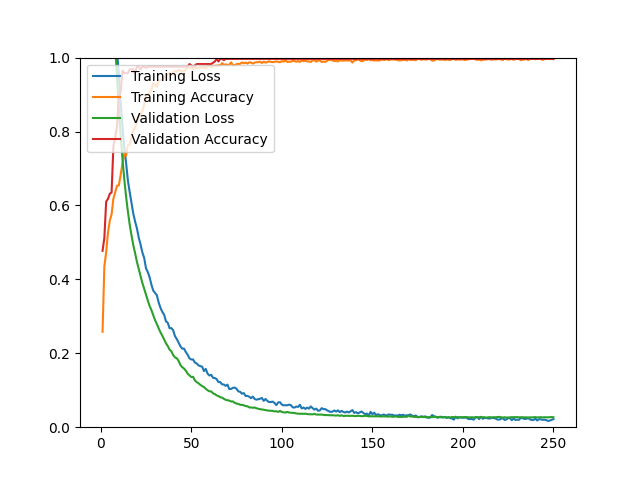 1.0
0.8
0.6
0.4
0.2
0.0
Training Loss
Training Accuracy
Validation Loss
Validation Accuracy
0 50 100 150 200 250